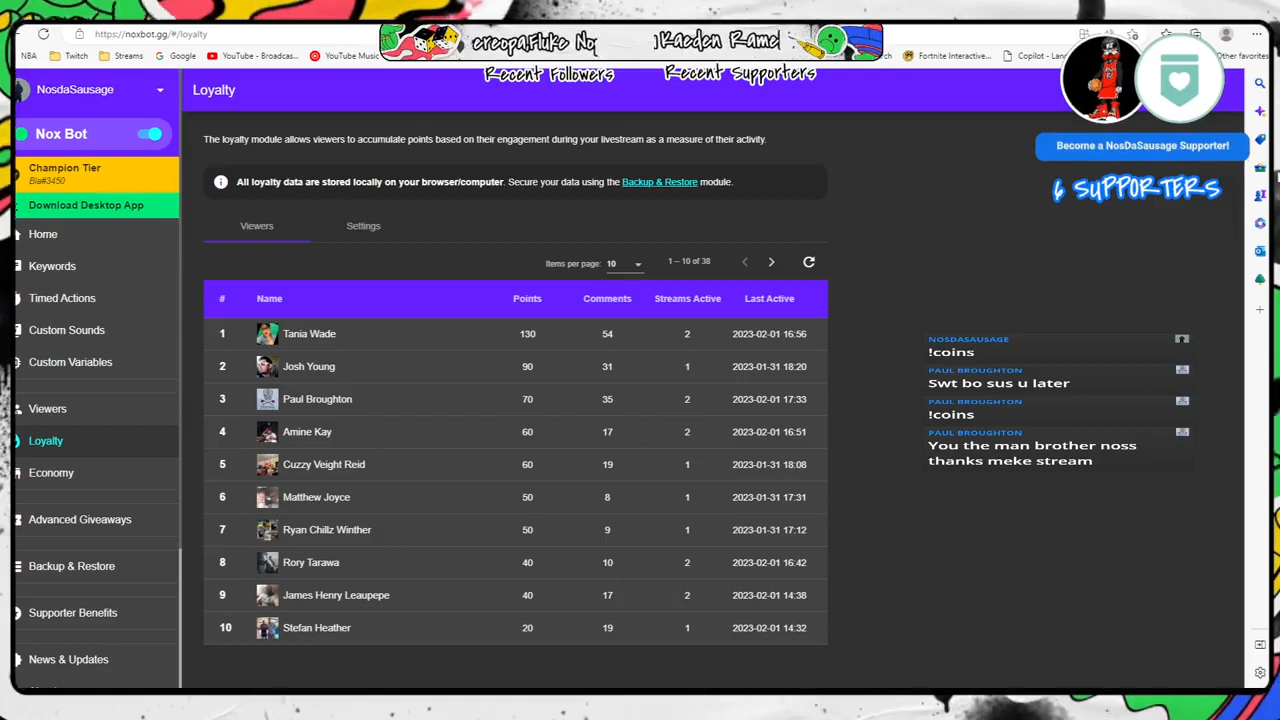 https://noxbot.gg/#/loyalty
NBA
Twitch
Streams
Google
YouTube - Broadcas...
YouTube Music
Fortnite Interactive...
Copilot - Lan
Other favorites
Recent Followers
Recent Supporters
NosdaSausage
Loyalty
Nox Bot
Champion Tier
Bla#3450
Download Desktop App
Home
Keywords
Timed Actions
Custom Sounds
Custom Variables
Viewers
Loyalty
Economy
Advanced Giveaways
Backup & Restore
Supporter Benefits
News & Updates
The loyalty module allows viewers to accumulate points based on their engagement during your livestream as a measure of their activity.
All loyalty data are stored locally on your browser/computer. Secure your data using the Backup & Restore module.
Viewers Settings
Items per page: 10 1 – 10 of 38
# Name Points Comments Streams Active Last Active
1 Tania Wade 130 54 2 2023-02-01 16:56
2 Josh Young 90 31 1 2023-01-31 18:20
3 Paul Broughton 70 35 2 2023-02-01 17:33
4 Amine Kay 60 17 2 2023-02-01 16:51
5 Cuzzy Veight Reid 60 19 1 2023-01-31 18:08
6 Matthew Joyce 50 8 1 2023-01-31 17:31
7 Ryan Chillz Winther 50 9 1 2023-01-31 17:12
8 Rory Tarawa 40 10 2 2023-02-01 16:42
9 James Henry Leaupepe 40 17 2 2023-02-01 14:38
10 Stefan Heather 20 19 1 2023-02-01 14:32
Become a NosDaSausage Supporter!
6 SUPPORTERS
NOSDASAUSAGE
!coins
PAUL BROUGHTON
Swt bo sus u later
PAUL BROUGHTON
!coins
PAUL BROUGHTON
You the man brother noss
thanks meke stream